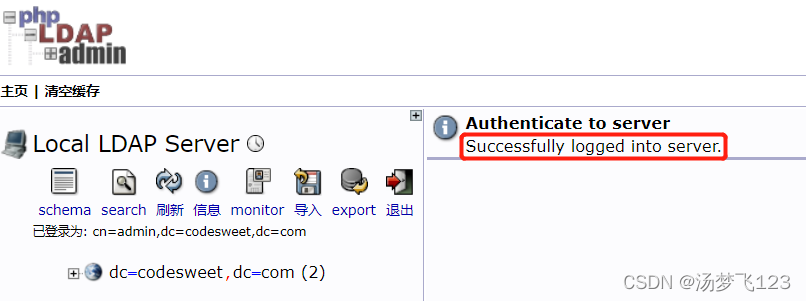 php
LDAP
admin
主页 | 清空缓存
Local LDAP Server
schema search 刷新 信息 monitor 导入 export 退出
已登录为: cn=admin,dc=codesweet,dc=com
dc=codesweet,dc=com (2)
Authenticate to server
Successfully logged into server.
CSDN @汤梦飞123